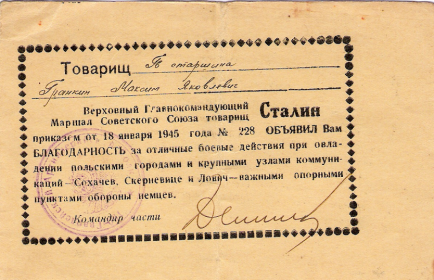 Товарищ Гв старшина
Гранкин Максим Яковлевич
Верховный Главнокомандующий
Маршал Советского Союза товарищ Сталин
приказом от 18 января 1945 года № 228 ОБЪЯВИЛ Вам
БЛАГОДАРНОСТЬ за отличные боевые действия при овла-
дении польскими городами и крупными узлами коммуни-
каций—Сохачев, Скерневице и Лович—важными опорными
пунктами обороны немцев.
Командир части